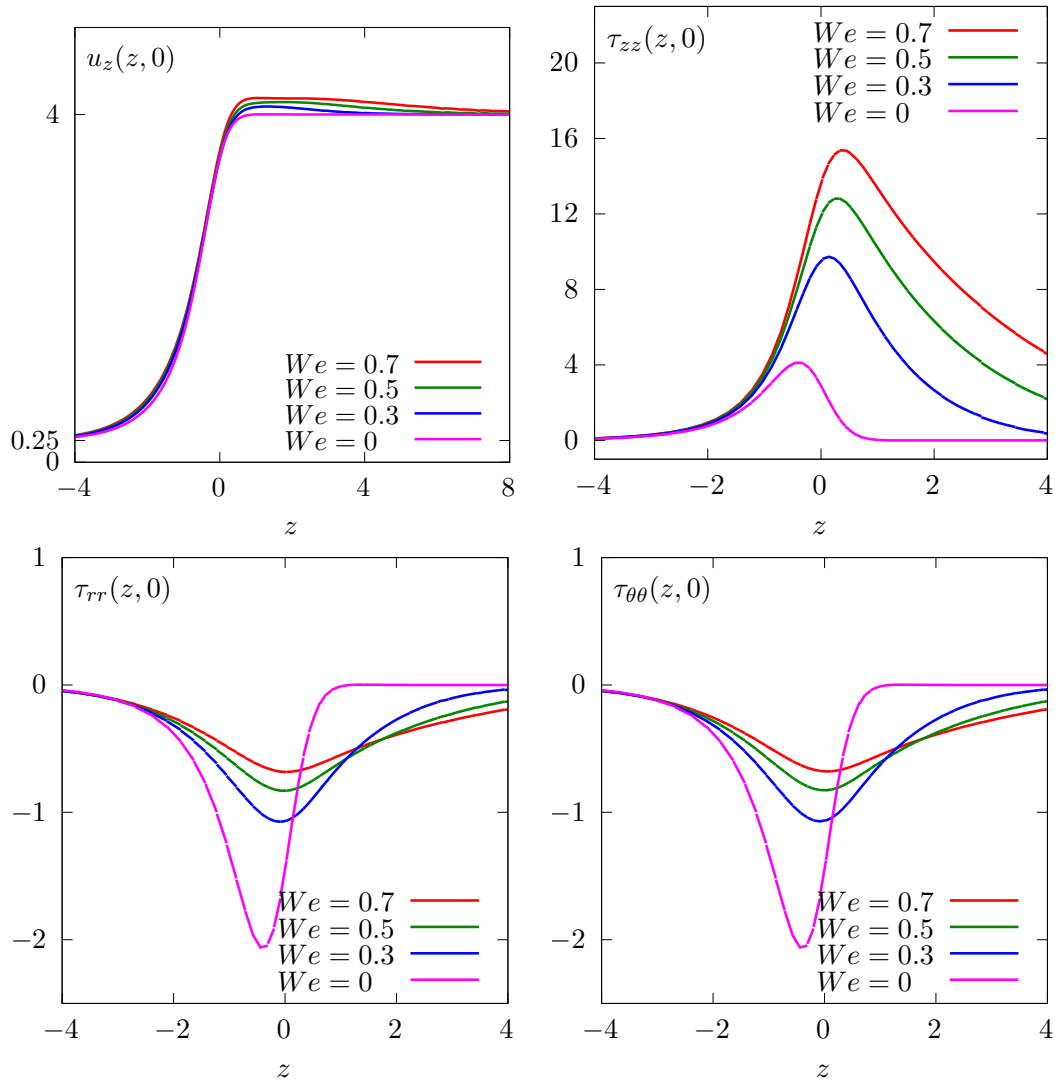 u_z(z, 0)
We = 0.7
We = 0.5
We = 0.3
We = 0
4
0.25
0
−4
0
4
8
z
τ_zz(z, 0)
We = 0.7
We = 0.5
We = 0.3
We = 0
20
16
12
8
4
0
−4
−2
0
2
4
z
τ_rr(z, 0)
We = 0.7
We = 0.5
We = 0.3
We = 0
1
0
−1
−2
−4
−2
0
2
4
z
τ_θθ(z, 0)
We = 0.7
We = 0.5
We = 0.3
We = 0
1
0
−1
−2
−4
−2
0
2
4
z